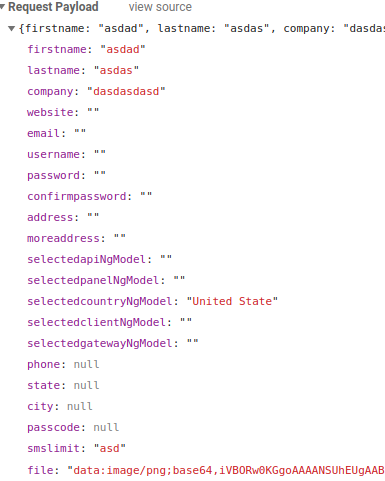 Request Payload view source
{firstname: "asdad", lastname: "asdas", company: "dasdas
firstname: "asdad"
lastname: "asdas"
company: "dasdasdasd"
website: ""
email: ""
username: ""
password: ""
confirmpassword: ""
address: ""
moreaddress: ""
selectedapiNgModel: ""
selectedpanelNgModel: ""
selectedcountryNgModel: "United State"
selectedclientNgModel: ""
selectedgatewayNgModel: ""
phone: null
state: null
city: null
passcode: null
smslimit: "asd"
file: "data:image/png;base64,iVBORw0KGgoAAAANSUhEUgAAB